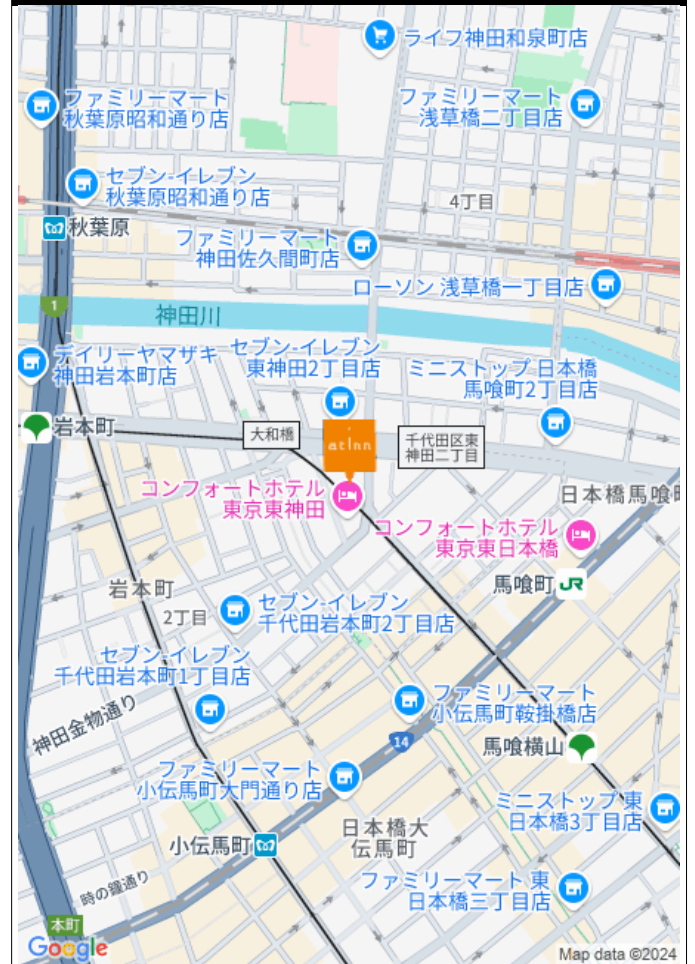 ライフ神田和泉町店
ファミリーマート
秋葉原昭和通り店
ファミリーマート
浅草橋二丁目店
セブン-イレブン
秋葉原昭和通り店
4丁目
秋葉原
ファミリーマート
神田佐久間町店
ローソン 浅草橋一丁目店
1
神田川
デイリーヤマザキ
神田岩本町店
セブン-イレブン
東神田2丁目店
ミニストップ 日本橋
馬喰町2丁目店
岩本町
大和橋
atInn
千代田区東
神田二丁目
コンフォートホテル
東京東神田
日本橋馬喰町
コンフォートホテル
東京東日本橋
馬喰町
JR
岩本町
2丁目
セブン-イレブン
千代田岩本町2丁目店
セブン-イレブン
千代田岩本町1丁目店
神田金物通り
ファミリーマート
小伝馬町鞍掛橋店
14
馬喰横山
ファミリーマート
小伝馬町大門通り店
ミニストップ 東
日本橋3丁目店
小伝馬町
日本橋大
伝馬町
時の鐘通り
ファミリーマート 東
日本橋三丁目店
本町
Google
Map data ©2024